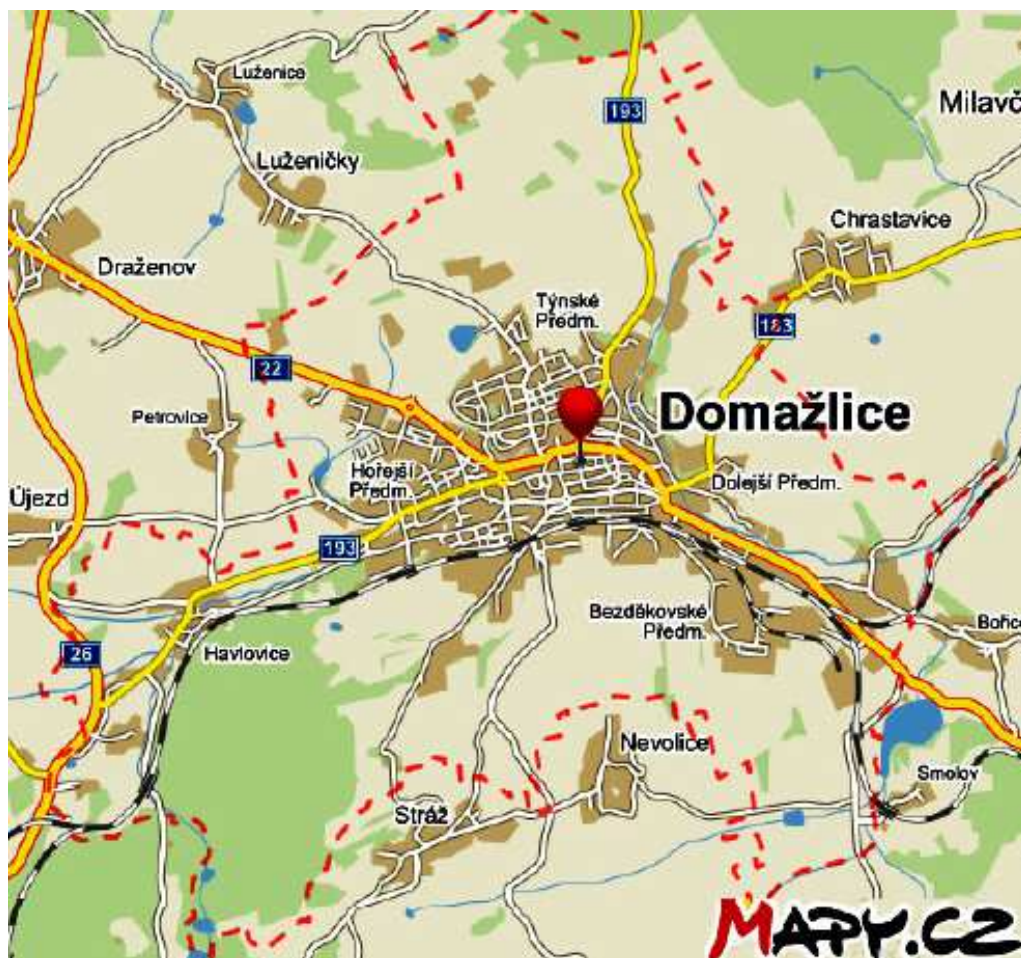 Luženice
193
Milavč
Luženičky
Chrastavice
Draženov
Týnské
Předm.
183
22
Domažlice
Petrovice
Hořejší
Předm.
Dolejší Předm.
Újezd
193
Bezděkovské
Předm.
Bořice
26
Havlovice
Nevolice
Smolov
Stráž
MAPY.CZ